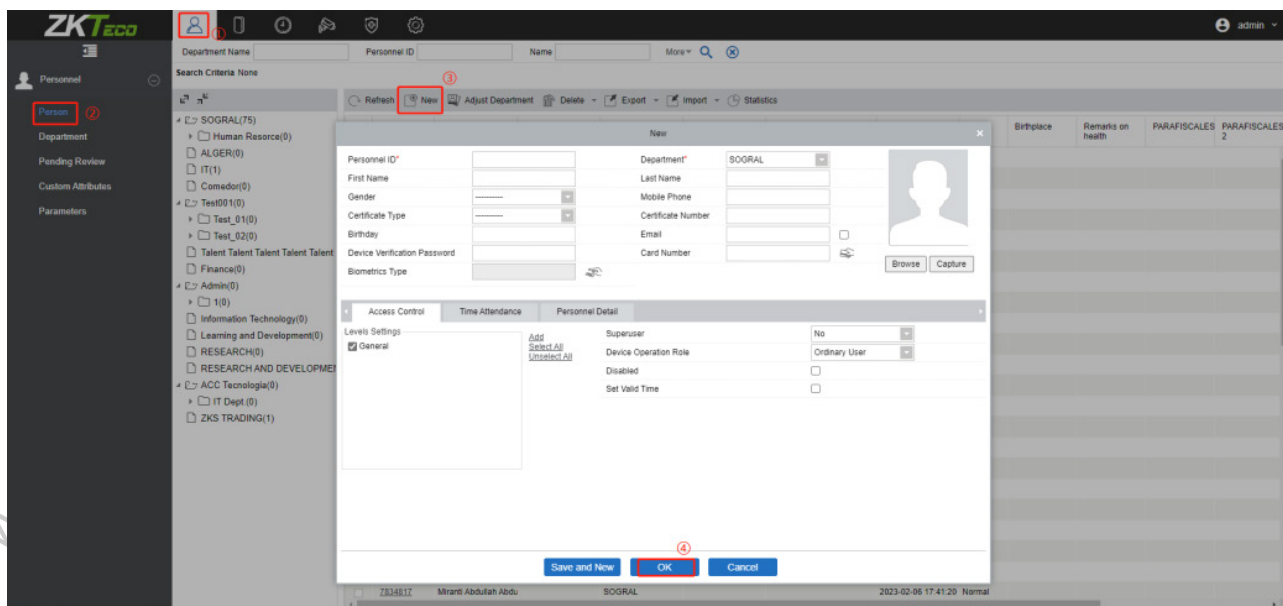 ZKTECO
①
admin
Department Name Personnel ID Name More
Search Criteria None
Personnel
Person ②
Department
Pending Review
Custom Attributes
Parameters
③
Refresh New Adjust Department Delete Export Import Statistics
SOGRAL(75)
Human Resorce(0)
ALGER(0)
IT(1)
Comedor(0)
Test001(0)
Test_01(0)
Test_02(0)
Talent Talent Talent Talent Talent
Finance(0)
Admin(0)
1(0)
Information Technology(0)
Learning and Development(0)
RESEARCH(0)
RESEARCH AND DEVELOPME
ACC Tecnologia(0)
IT Dept.(0)
ZKS TRADING(1)
Birthplace Remarks on health PARAFISCALES PARAFISCALES 2
New
Personnel ID* Department* SOGRAL
First Name Last Name
Gender --------- Mobile Phone
Certificate Type --------- Certificate Number
Birthday Email
Device Verification Password Card Number
Biometrics Type
Browse Capture
Access Control Time Attendance Personnel Detail
Levels Settings
General
Add
Select All
Unselect All
Superuser No
Device Operation Role Ordinary User
Disabled
Set Valid Time
④
Save and New OK Cancel
7834817 Miranti Abdullah Abdu SOGRAL 2023-02-06 17:41:20 Normal